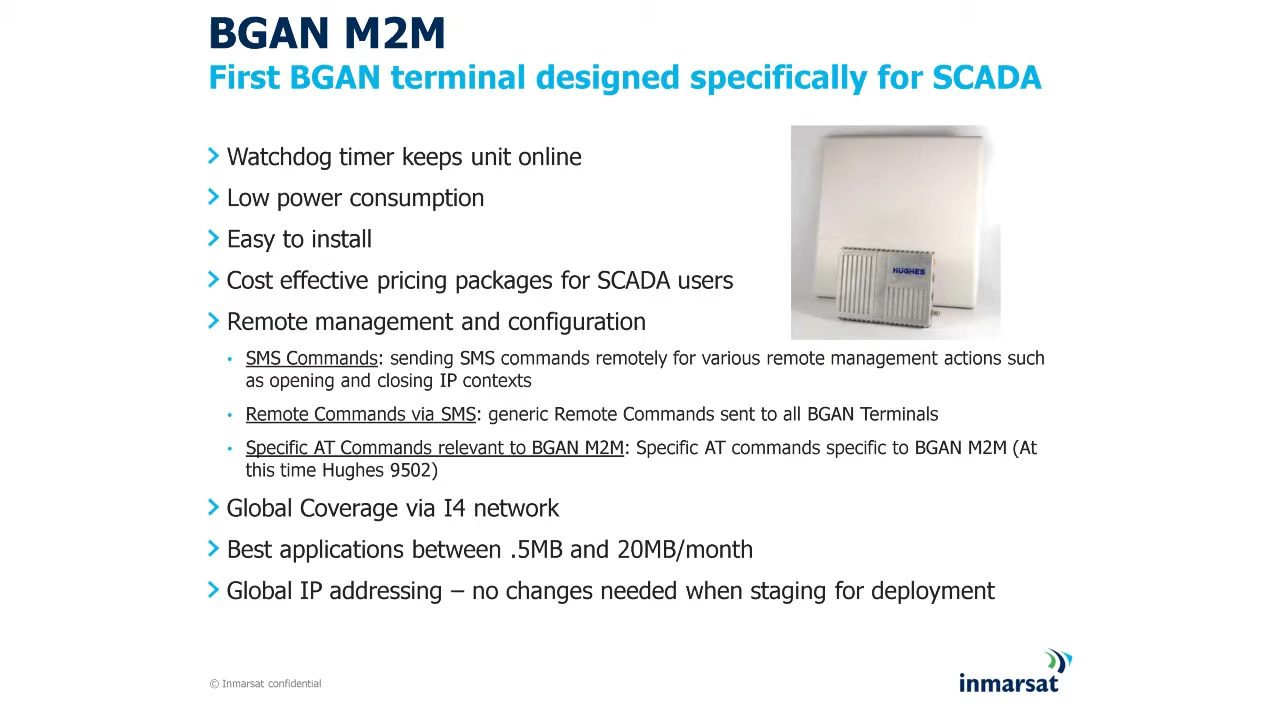 BGAN M2M
First BGAN terminal designed specifically for SCADA
Watchdog timer keeps unit online
Low power consumption
Easy to install
Cost effective pricing packages for SCADA users
HUGHES
Remote management and configuration
SMS Commands: sending SMS commands remotely for various remote management actions such
as opening and closing IP contexts
Remote Commands via SMS: generic Remote Commands sent to all BGAN Terminals
Specific AT Commands relevant to BGAN M2M: Specific AT commands specific to BGAN M2M (At
this time Hughes 9502)
Global Coverage via I4 network
Best applications between .5MB and 20MB/month
Global IP addressing – no changes needed when staging for deployment
© Inmarsat confidential
inmarsat